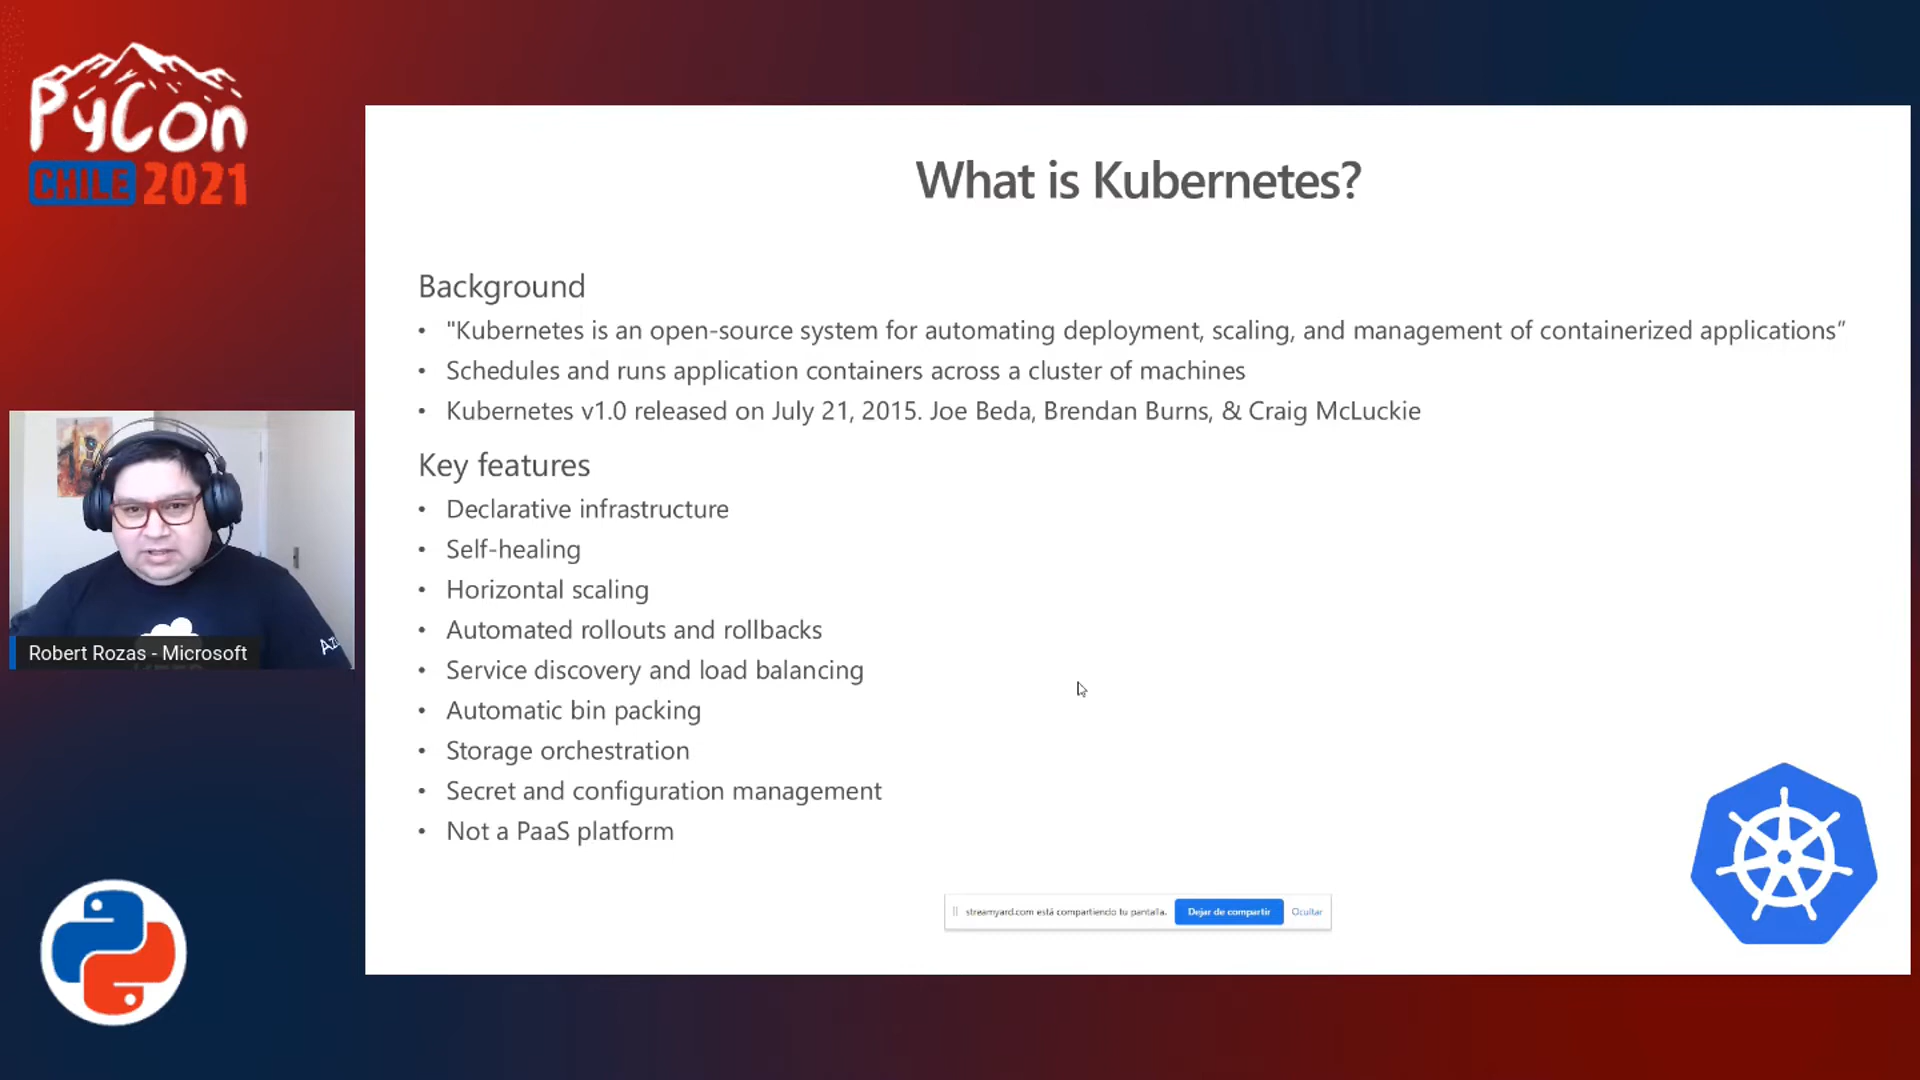 PyCon
CHILE 2021
What is Kubernetes?
Background
• "Kubernetes is an open-source system for automating deployment, scaling, and management of containerized applications”
• Schedules and runs application containers across a cluster of machines
• Kubernetes v1.0 released on July 21, 2015. Joe Beda, Brendan Burns, & Craig McLuckie
Key features
• Declarative infrastructure
• Self-healing
• Horizontal scaling
• Automated rollouts and rollbacks
• Service discovery and load balancing
• Automatic bin packing
• Storage orchestration
• Secret and configuration management
• Not a PaaS platform
Robert Rozas - Microsoft
streamyard.com está compartiendo tu pantalla.
Dejar de compartir
Ocultar